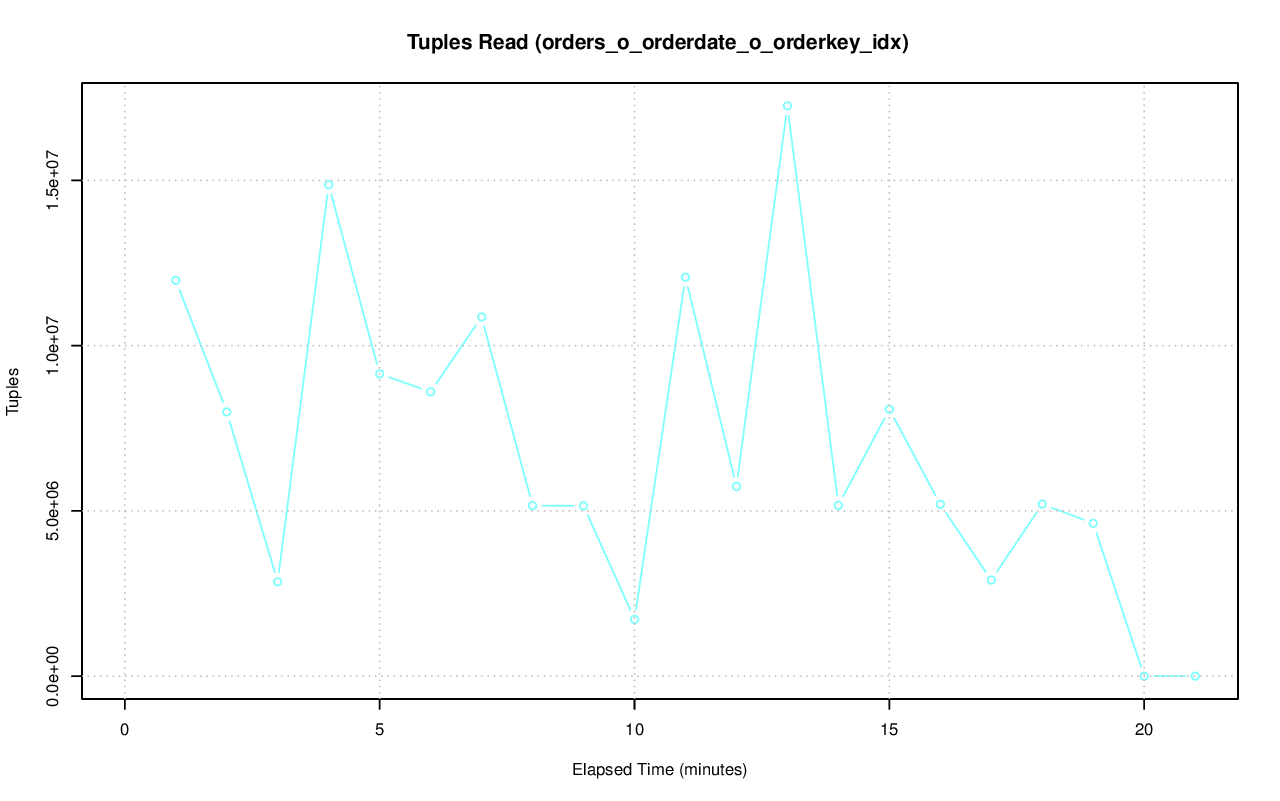 Tuples Read (orders_o_orderdate_o_orderkey_idx)
Tuples
1.5e+07
1.0e+07
5.0e+06
0.0e+00
0 5 10 15 20
Elapsed Time (minutes)